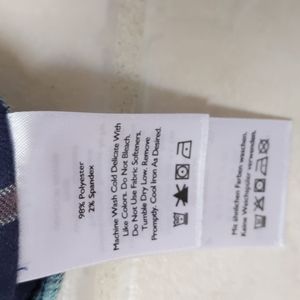 98% Polyester
2% Spandex
Machine Wash Cold Delicate With
Like Colors. Do Not Bleach.
Do Not Use Fabric Softeners.
Tumble Dry Low. Remove
Promptly. Cool Iron As Desired.
Mit ähnlichen Farben waschen.
Keine Weichspüler verwenden.